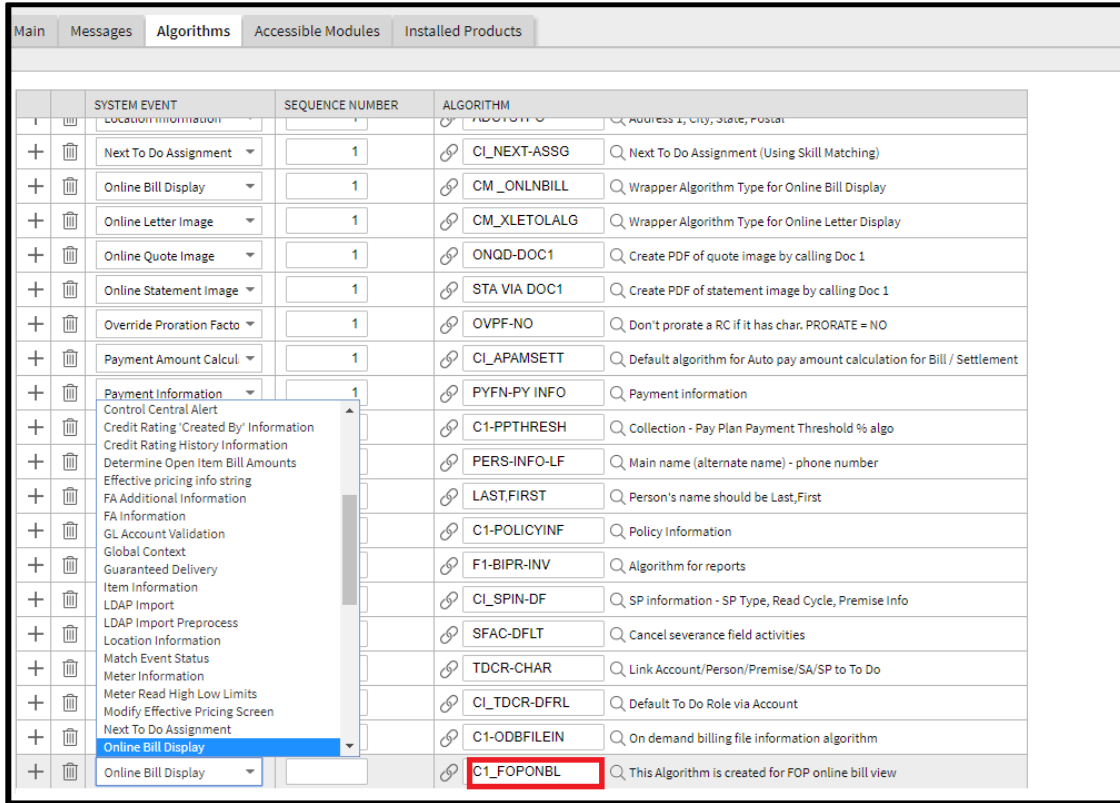 Main Messages Algorithms Accessible Modules Installed Products
SYSTEM EVENT SEQUENCE NUMBER ALGORITHM
Location Information 1 Address 1, City, State, Postal
Next To Do Assignment 1 CI_NEXT-ASSG Next To Do Assignment (Using Skill Matching)
Online Bill Display 1 CM _ONLNBILL Wrapper Algorithm Type for Online Bill Display
Online Letter Image 1 CM_XLETOLALG Wrapper Algorithm Type for Online Letter Display
Online Quote Image 1 ONQD-DOC1 Create PDF of quote image by calling Doc 1
Online Statement Image 1 STA VIA DOC1 Create PDF of statement image by calling Doc 1
Override Proration Facto 1 OVPF-NO Don't prorate a RC if it has char. PRORATE = NO
Payment Amount Calcul 1 CI_APAMSETT Default algorithm for Auto pay amount calculation for Bill / Settlement
Payment Information 1 PYFN-PY INFO Payment information
Control Central Alert
Credit Rating 'Created By' Information C1-PPTHRESH Collection - Pay Plan Payment Threshold % algo
Credit Rating History Information
Determine Open Item Bill Amounts PERS-INFO-LF Main name (alternate name) - phone number
Effective pricing info string
FA Additional Information LAST,FIRST Person's name should be Last,First
FA Information
GL Account Validation C1-POLICYINF Policy Information
Global Context
Guaranteed Delivery F1-BIPR-INV Algorithm for reports
Item Information
LDAP Import CI_SPIN-DF SP information - SP Type, Read Cycle, Premise Info
LDAP Import Preprocess
Location Information SFAC-DFLT Cancel severance field activities
Match Event Status
Meter Information TDCR-CHAR Link Account/Person/Premise/SA/SP to To Do
Meter Read High Low Limits
Modify Effective Pricing Screen CI_TDCR-DFRL Default To Do Role via Account
Next To Do Assignment
Online Bill Display C1-ODBFILEIN On demand billing file information algorithm
Online Bill Display C1_FOPONBL This Algorithm is created for FOP online bill view